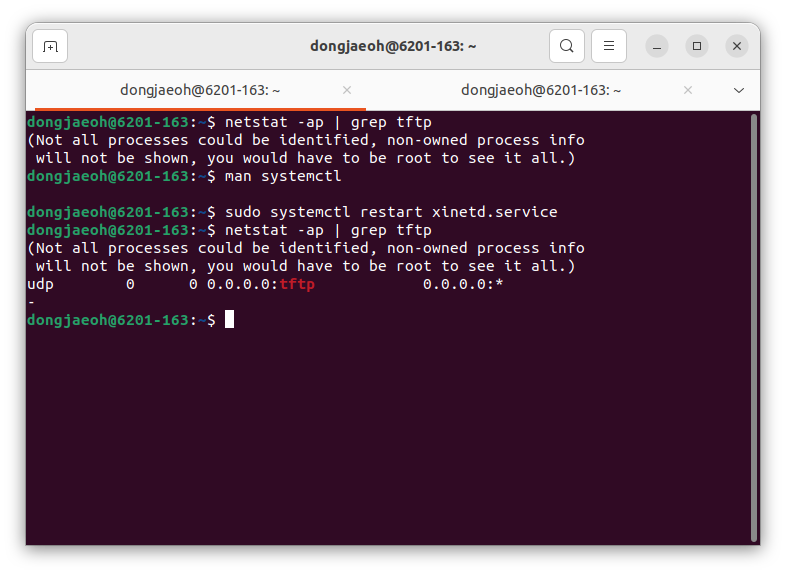 dongjaeoh@6201-163: ~
dongjaeoh@6201-163: ~
dongjaeoh@6201-163: ~
dongjaeoh@6201-163:~$ netstat -ap | grep tftp
(Not all processes could be identified, non-owned process info
 will not be shown, you would have to be root to see it all.)
dongjaeoh@6201-163:~$ man systemctl
dongjaeoh@6201-163:~$ sudo systemctl restart xinetd.service
dongjaeoh@6201-163:~$ netstat -ap | grep tftp
(Not all processes could be identified, non-owned process info
 will not be shown, you would have to be root to see it all.)
udp        0      0 0.0.0.0:tftp            0.0.0.0:*
-
dongjaeoh@6201-163:~$